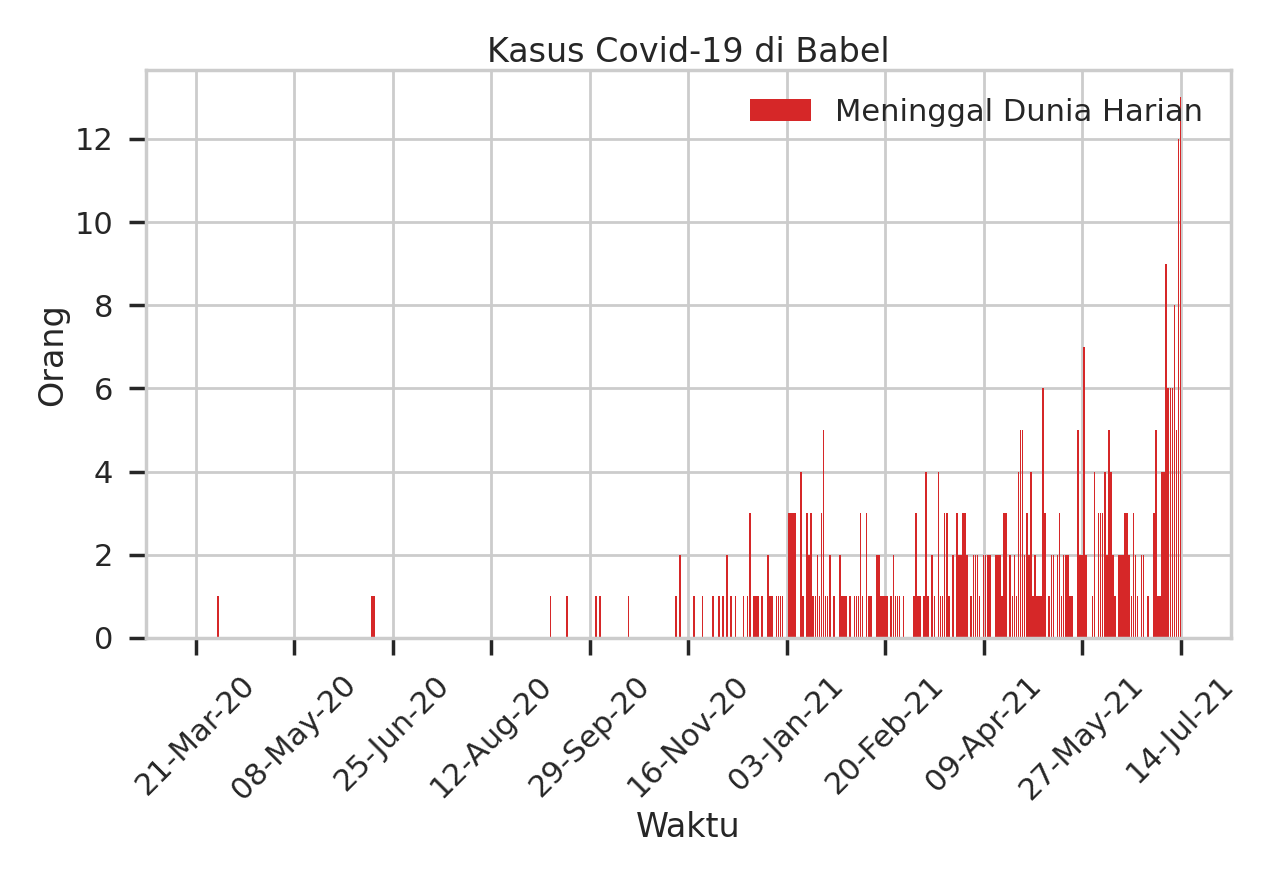 Kasus Covid-19 di Babel
Meninggal Dunia Harian
12
10
8
6
4
2
0
Orang
21-Mar-20
08-May-20
25-Jun-20
12-Aug-20
29-Sep-20
16-Nov-20
03-Jan-21
20-Feb-21
09-Apr-21
27-May-21
14-Jul-21
Waktu